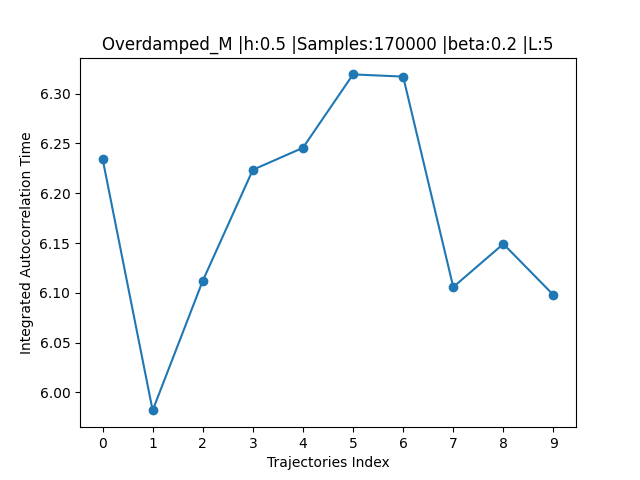 Overdamped_M |h:0.5 |Samples:170000 |beta:0.2 |L:5
Integrated Autocorrelation Time
6.30
6.25
6.20
6.15
6.10
6.05
6.00
0 1 2 3 4 5 6 7 8 9
Trajectories Index